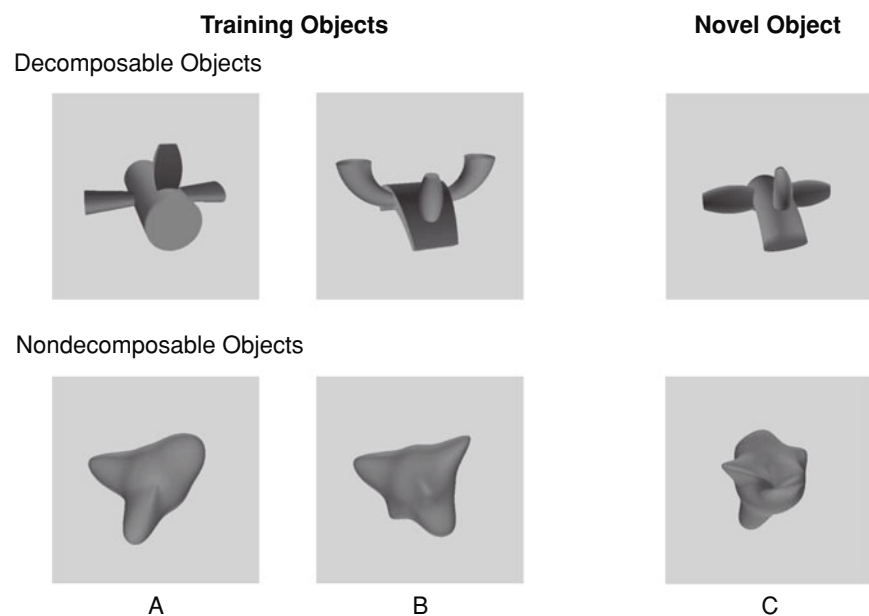 Training Objects
Novel Object
Decomposable Objects
Nondecomposable Objects
A
B
C